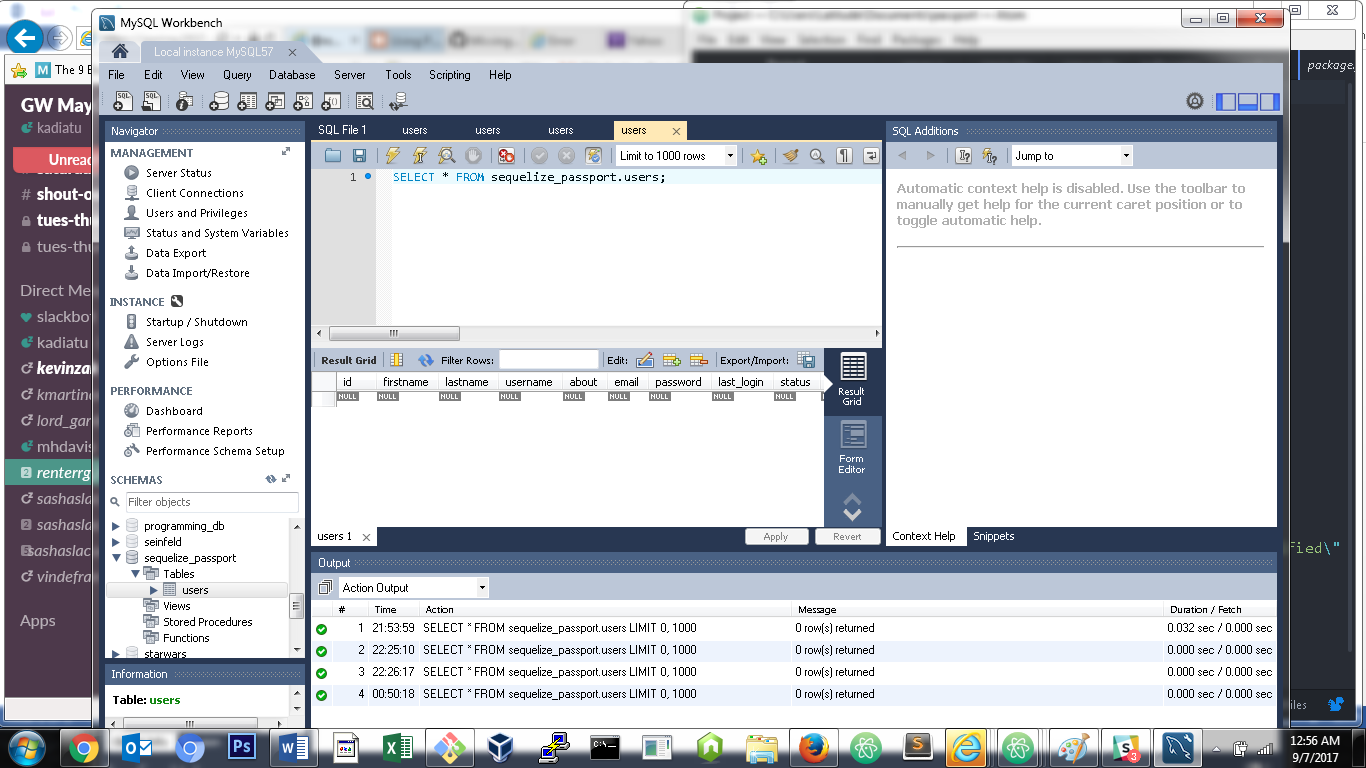 MySQL Workbench
Local instance MySQL57
File Edit View Query Database Server Tools Scripting Help
package.
The 9 B
GW May
kadiatu
Unread
# shout-o
tues-thu
tues-thu
Direct Me
slackbot
kadiatu
kevinza
kmartine
lord_gar
mhdavis
2 renterrg
sashasla
2 sashasla
5 sashaslac
vindefra
Apps
Navigator
MANAGEMENT
Server Status
Client Connections
Users and Privileges
Status and System Variables
Data Export
Data Import/Restore
INSTANCE
Startup / Shutdown
Server Logs
Options File
PERFORMANCE
Dashboard
Performance Reports
Performance Schema Setup
SCHEMAS
Filter objects
programming_db
seinfeld
sequelize_passport
Tables
users
Views
Stored Procedures
Functions
starwars
Information
Table: users
SQL File 1 users users users users
Limit to 1000 rows
1 SELECT * FROM sequelize_passport.users;
Result Grid Filter Rows: Edit: Export/Import:
id firstname lastname username about email password last_login status
NULL NULL NULL NULL NULL NULL NULL NULL NULL
Result Grid
Form Editor
users 1
Apply Revert
SQL Additions
Jump to
Automatic context help is disabled. Use the toolbar to
manually get help for the current caret position or to
toggle automatic help.
Context Help Snippets
fied\"
Output
Action Output
# Time Action Message Duration / Fetch
1 21:53:59 SELECT * FROM sequelize_passport.users LIMIT 0, 1000 0 row(s) returned 0.032 sec / 0.000 sec
2 22:25:10 SELECT * FROM sequelize_passport.users LIMIT 0, 1000 0 row(s) returned 0.000 sec / 0.000 sec
3 22:26:17 SELECT * FROM sequelize_passport.users LIMIT 0, 1000 0 row(s) returned 0.000 sec / 0.000 sec
4 00:50:18 SELECT * FROM sequelize_passport.users LIMIT 0, 1000 0 row(s) returned 0.000 sec / 0.000 sec
iles
12:56 AM
9/7/2017